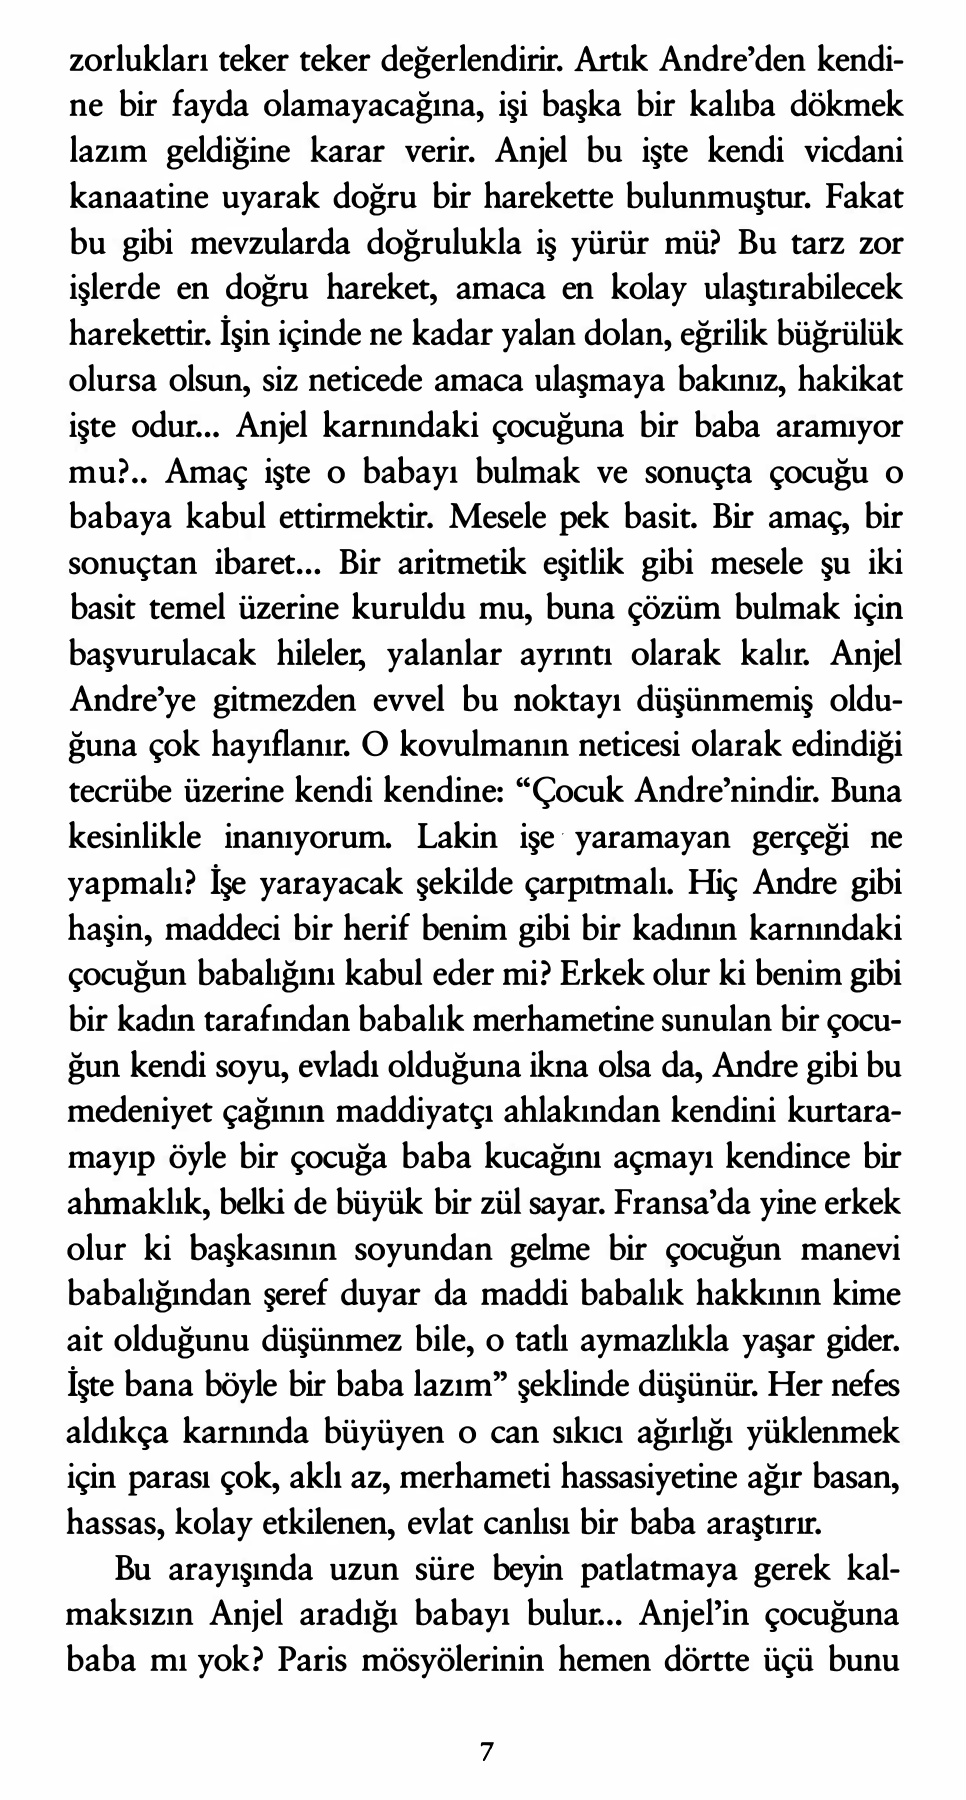 zorlukları teker teker değerlendirir. Artık Andre’den kendi-
ne bir fayda olamayacağına, işi başka bir kalıba dökmek
lazım geldiğine karar verir. Anjel bu işte kendi vicdani
kanaatine uyarak doğru bir harekette bulunmuştur. Fakat
bu gibi mevzularda doğrulukla iş yürür mü? Bu tarz zor
işlerde en doğru hareket, amaca en kolay ulaştırabilecek
harekettir. İşin içinde ne kadar yalan dolan, eğrilik büğrülük
olursa olsun, siz neticede amaca ulaşmaya bakınız, hakikat
işte odur... Anjel karnındaki çocuğuna bir baba aramıyor
mu?.. Amaç işte o babayı bulmak ve sonuçta çocuğu o
babaya kabul ettirmektir. Mesele pek basit. Bir amaç, bir
sonuçtan ibaret... Bir aritmetik eşitlik gibi mesele şu iki
basit temel üzerine kuruldu mu, buna çözüm bulmak için
başvurulacak hileler, yalanlar ayrıntı olarak kalır. Anjel
Andre’ye gitmezden evvel bu noktayı düşünmemiş oldu-
ğuna çok hayıflanır. O kovulmanın neticesi olarak edindiği
tecrübe üzerine kendi kendine: “Çocuk Andre’nindir. Buna
kesinlikle inanıyorum. Lakin işe yaramayan gerçeği ne
yapmalı? İşe yarayacak şekilde çarpıtmalı. Hiç Andre gibi
haşin, maddeci bir herif benim gibi bir kadının karnındaki
çocuğun babalığını kabul eder mi? Erkek olur ki benim gibi
bir kadın tarafından babalık merhametine sunulan bir çocu-
ğun kendi soyu, evladı olduğuna ikna olsa da, Andre gibi bu
medeniyet çağının maddiyatçı ahlakından kendini kurtara-
mayıp öyle bir çocuğa baba kucağını açmayı kendince bir
ahmaklık, belki de büyük bir zül sayar. Fransa’da yine erkek
olur ki başkasının soyundan gelme bir çocuğun manevi
babalığından şeref duyar da maddi babalık hakkının kime
ait olduğunu düşünmez bile, o tatlı aymazlıkla yaşar gider.
İşte bana böyle bir baba lazım” şeklinde düşünür. Her nefes
aldıkça karnında büyüyen o can sıkıcı ağırlığı yüklenmek
için parası çok, aklı az, merhameti hassasiyetine ağır basan,
hassas, kolay etkilenen, evlat canlısı bir baba araştırır.
Bu arayışında uzun süre beyin patlatmaya gerek kal-
maksızın Anjel aradığı babayı bulur... Anjel’in çocuğuna
baba mı yok? Paris mösyölerinin hemen dörtte üçü bunu
7